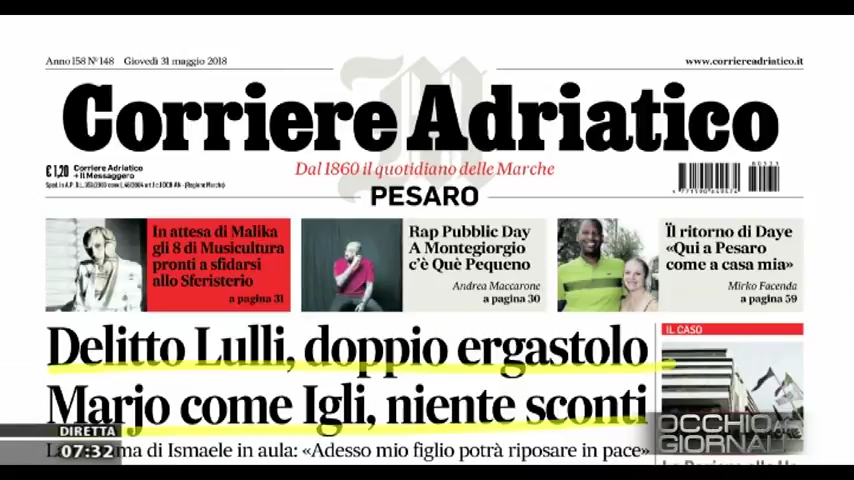 Anno 158 N° 148 Giovedì 31 maggio 2018
www.corriereadriatico.it
Corriere Adriatico
€ 1,20 Corriere Adriatico
+ Il Messaggero
Dal 1860 il quotidiano delle Marche
PESARO
In attesa di Malika
gli 8 di Musicultura
pronti a sfidarsi
allo Sferisterio
a pagina 31
Rap Pubblic Day
A Montegiorgio
c'è Què Pequeno
Andrea Maccarone
a pagina 30
Ïl ritorno di Daye
«Qui a Pesaro
come a casa mia»
Mirko Facenda
a pagina 59
Delitto Lulli, doppio ergastolo
Marjo come Igli, niente sconti
di Ismaele in aula: «Adesso mio figlio potrà riposare in pace»
IL CASO
DIRETTA
07:32
OCCHIO
GIORNALI